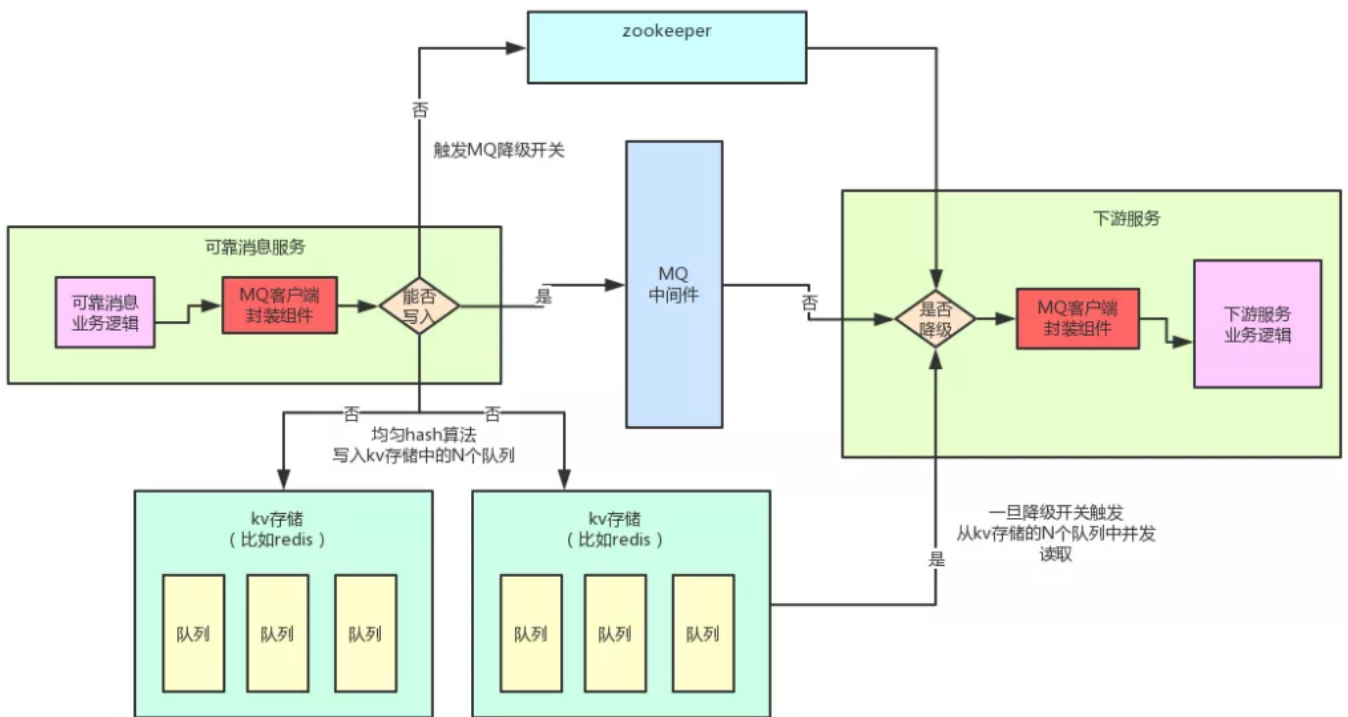 zookeeper
否
触发MQ降级开关
可靠消息服务
可靠消息
业务逻辑
MQ客户端
封装组件
能否
写入
是
MQ
中间件
否
下游服务
是否
降级
MQ客户端
封装组件
下游服务
业务逻辑
否
否
均匀hash算法
写入kv存储中的N个队列
kv存储
（比如redis）
队列
队列
队列
kv存储
（比如redis）
队列
队列
队列
一旦降级开关触发
从kv存储的N个队列中并发
读取
是